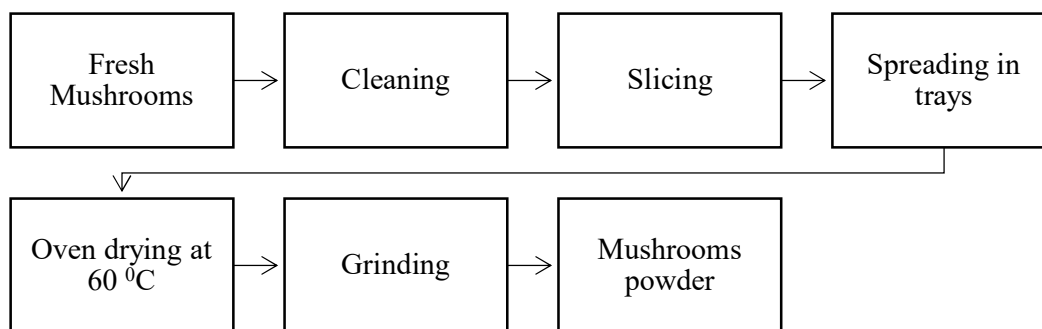 Fresh
Mushrooms
Cleaning
Slicing
Spreading in
trays
Oven drying at
60 ⁰C
Grinding
Mushrooms
powder